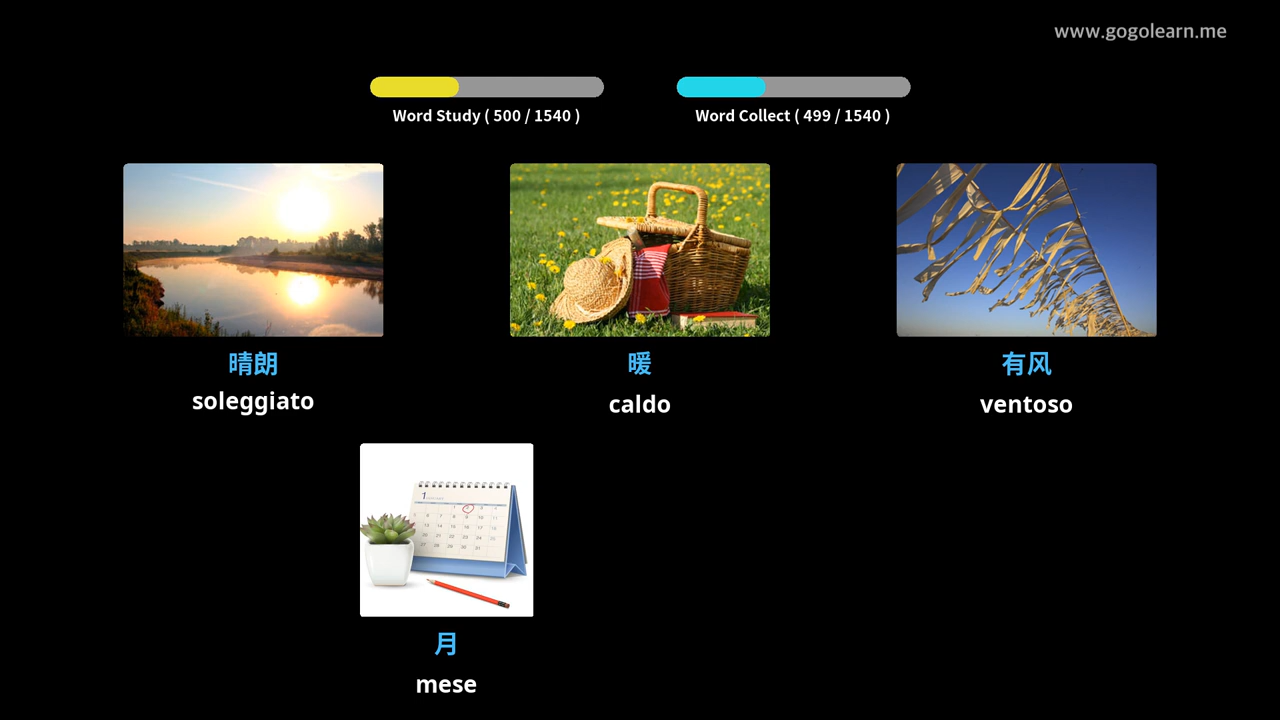 www.gogolearn.me
Word Study ( 500 / 1540 )
Word Collect ( 499 / 1540 )
晴朗
soleggiato
暖
caldo
有风
ventoso
月
mese